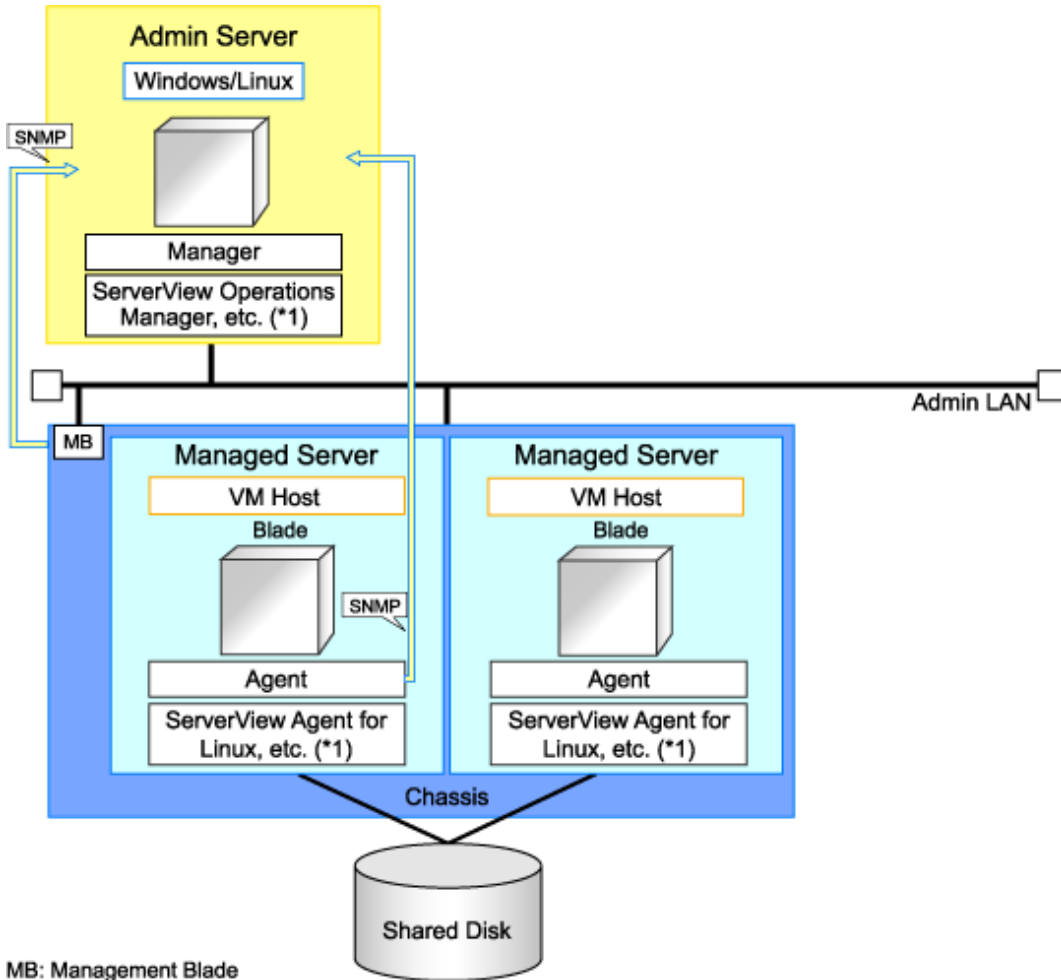 Admin Server
Windows/Linux
SNMP
Manager
ServerView Operations
Manager, etc. (*1)
Admin LAN
MB
Managed Server
VM Host
Blade
SNMP
Agent
ServerView Agent for
Linux, etc. (*1)
Managed Server
VM Host
Blade
Agent
ServerView Agent for
Linux, etc. (*1)
Chassis
Shared Disk
MB: Management Blade